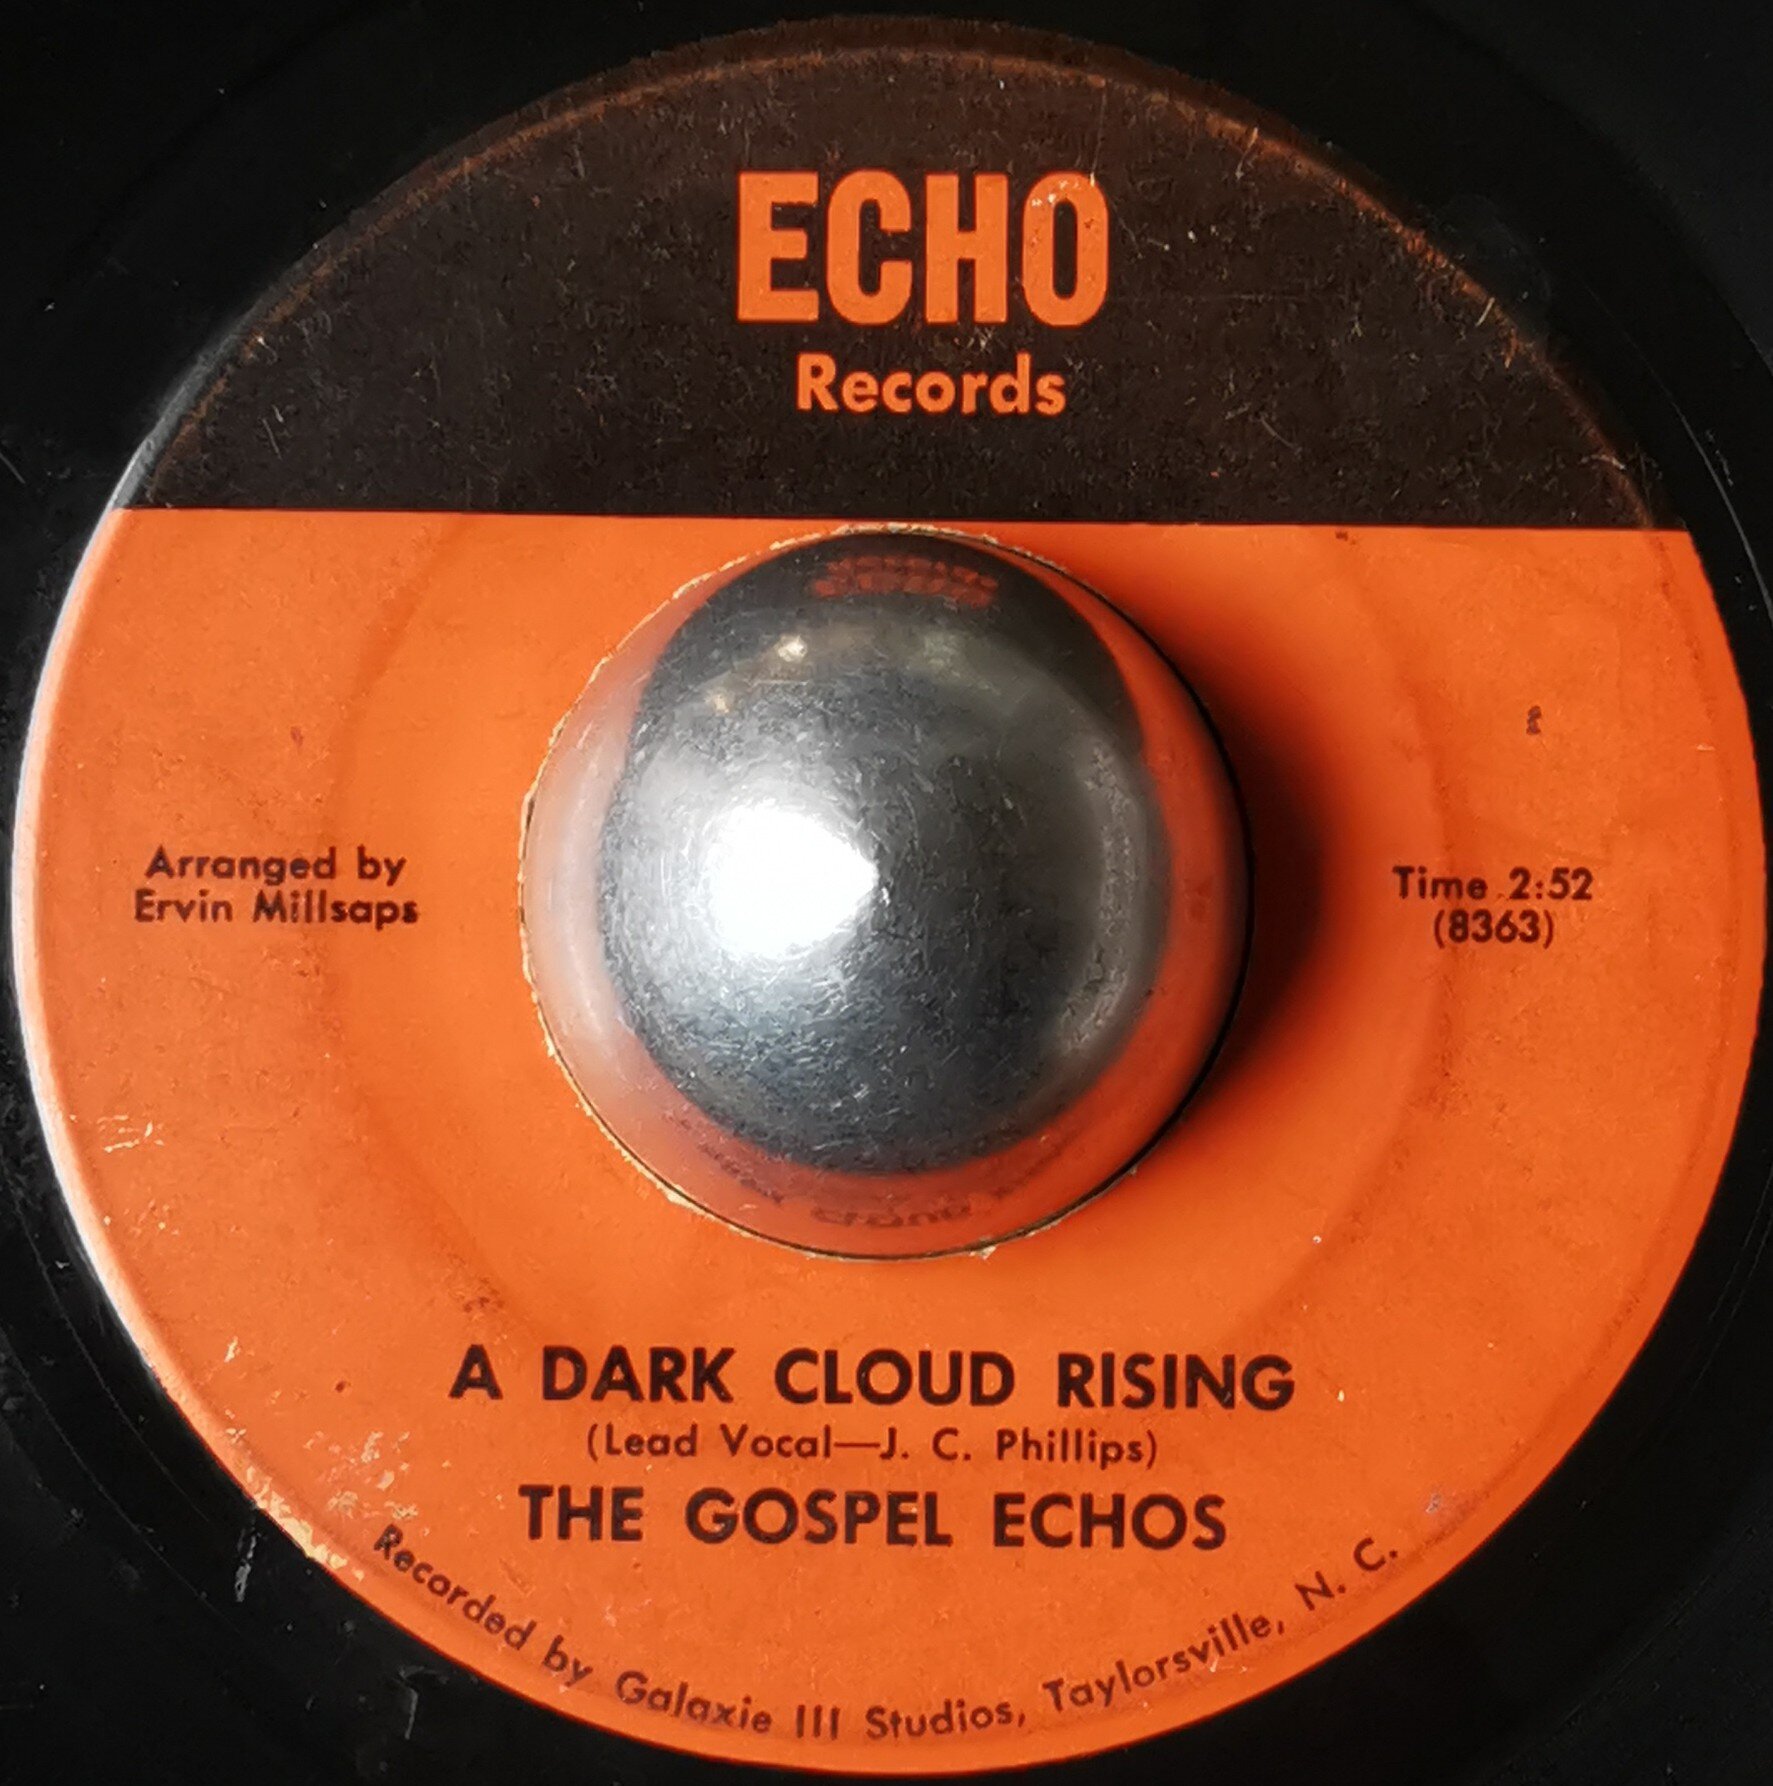 ECHO
Records
Arranged by
Ervin Millsaps
Time 2:52
(8363)
A DARK CLOUD RISING
(Lead Vocal—J. C. Phillips)
THE GOSPEL ECHOS
Recorded by Galaxie III Studios, Taylorsville, N. C.